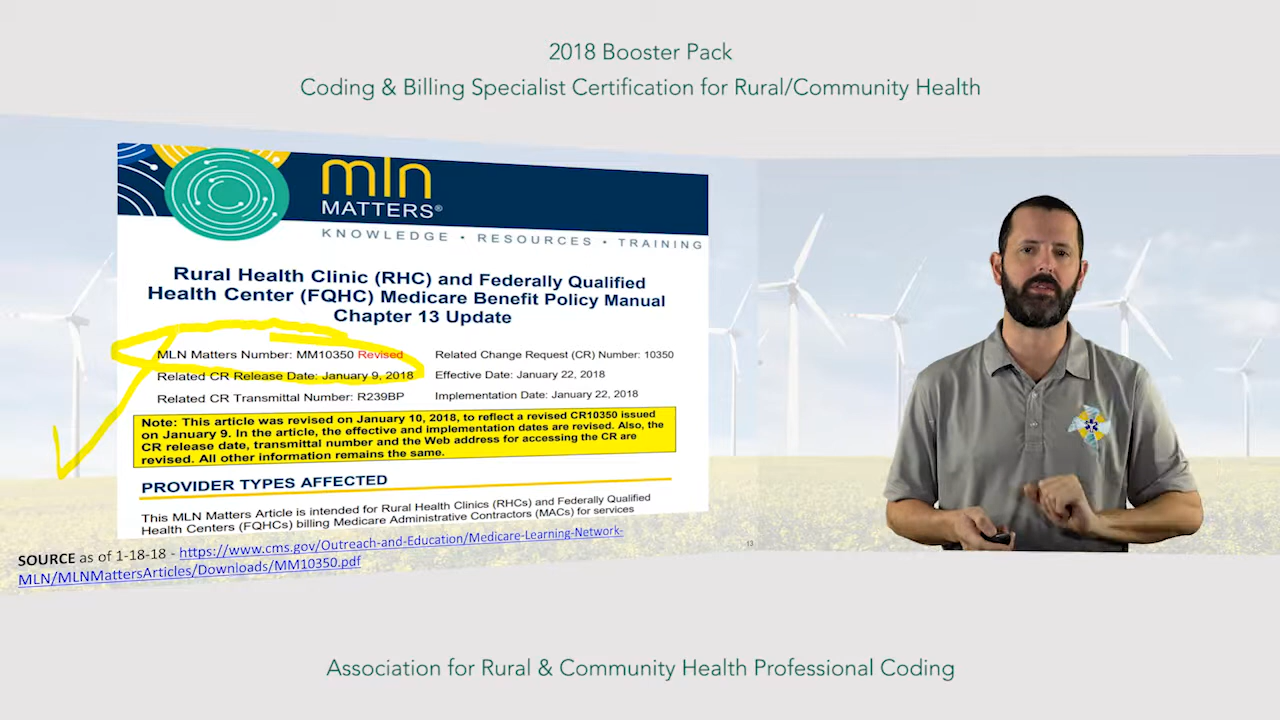 2018 Booster Pack
Coding & Billing Specialist Certification for Rural/Community Health
mln
MATTERS®
KNOWLEDGE • RESOURCES • TRAINING
Rural Health Clinic (RHC) and Federally Qualified
Health Center (FQHC) Medicare Benefit Policy Manual
Chapter 13 Update
MLN Matters Number: MM10350 Revised
Related Change Request (CR) Number: 10350
Related CR Release Date: January 9, 2018
Effective Date: January 22, 2018
Related CR Transmittal Number: R239BP
Implementation Date: January 22, 2018
Note: This article was revised on January 10, 2018, to reflect a revised CR10350 issued
on January 9. In the article, the effective and implementation dates are revised. Also, the
CR release date, transmittal number and the Web address for accessing the CR are
revised. All other information remains the same.
PROVIDER TYPES AFFECTED
This MLN Matters Article is intended for Rural Health Clinics (RHCs) and Federally Qualified
Health Centers (FQHCs) billing Medicare Administrative Contractors (MACs) for services
SOURCE as of 1-18-18 - https://www.cms.gov/Outreach-and-Education/Medicare-Learning-Network-
MLN/MLNMattersArticles/Downloads/MM10350.pdf
13
Association for Rural & Community Health Professional Coding